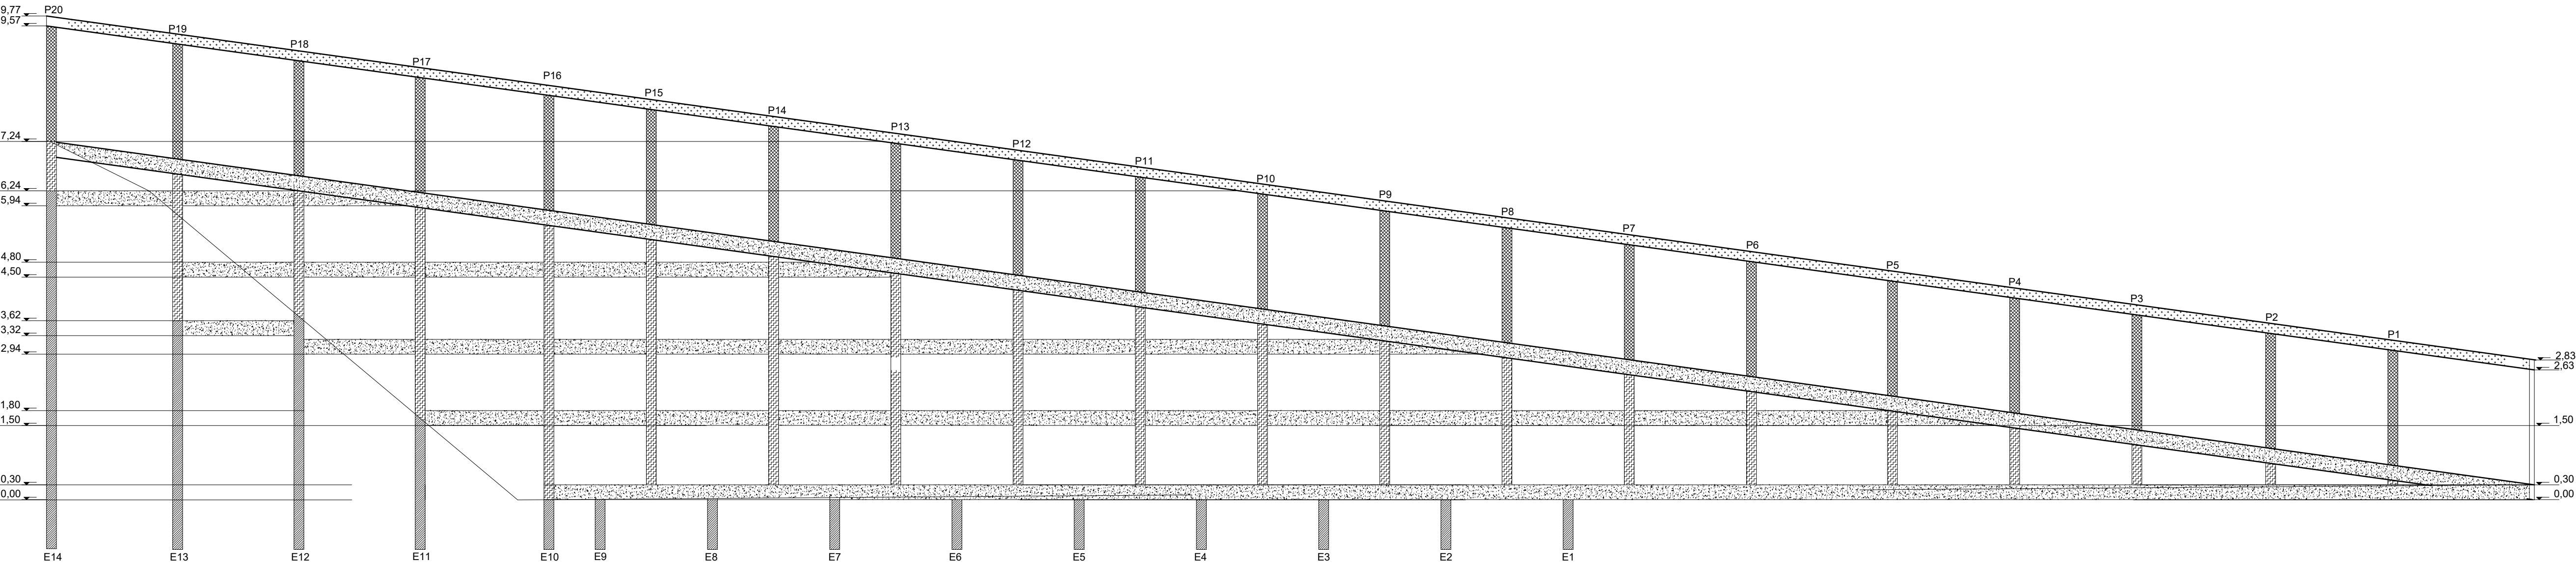 9,77
P20
9,57
P19
P18
P17
P16
P15
P14
P13
P12
P11
P10
P9
P8
P7
P6
P5
P4
P3
P2
P1
7,24
6,24
5,94
4,80
4,50
3,62
3,32
2,94
1,80
1,50
0,30
0,00
2,83
2,63
1,50
0,30
0,00
E14
E13
E12
E11
E10
E9
E8
E7
E6
E5
E4
E3
E2
E1